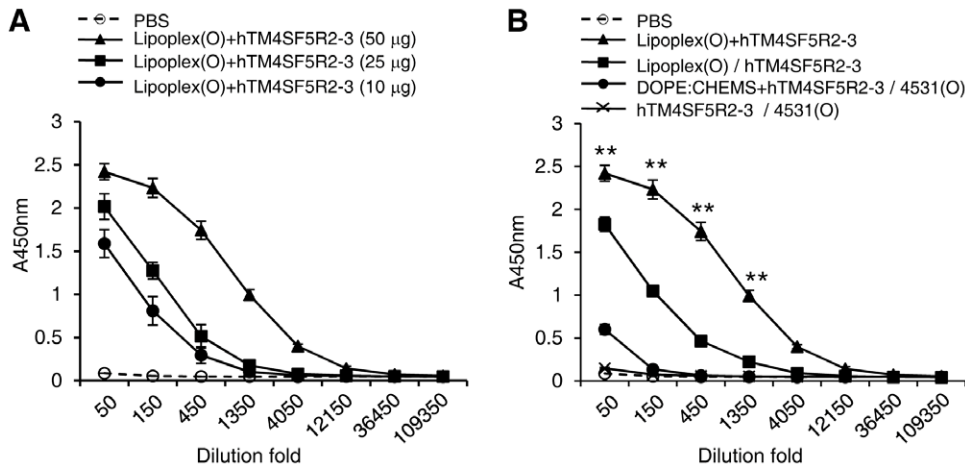 A
PBS
Lipoplex(O)+hTM4SF5R2-3 (50 μg)
Lipoplex(O)+hTM4SF5R2-3 (25 μg)
Lipoplex(O)+hTM4SF5R2-3 (10 μg)
A450nm
3
2.5
2
1.5
1
0.5
0
50
150
450
1350
4050
12150
36450
109350
Dilution fold
B
PBS
Lipoplex(O)+hTM4SF5R2-3
Lipoplex(O) / hTM4SF5R2-3
DOPE:CHEMS+hTM4SF5R2-3 / 4531(O)
hTM4SF5R2-3 / 4531(O)
A450nm
3
2.5
2
1.5
1
0.5
0
**
**
**
**
50
150
450
1350
4050
12150
36450
109350
Dilution fold